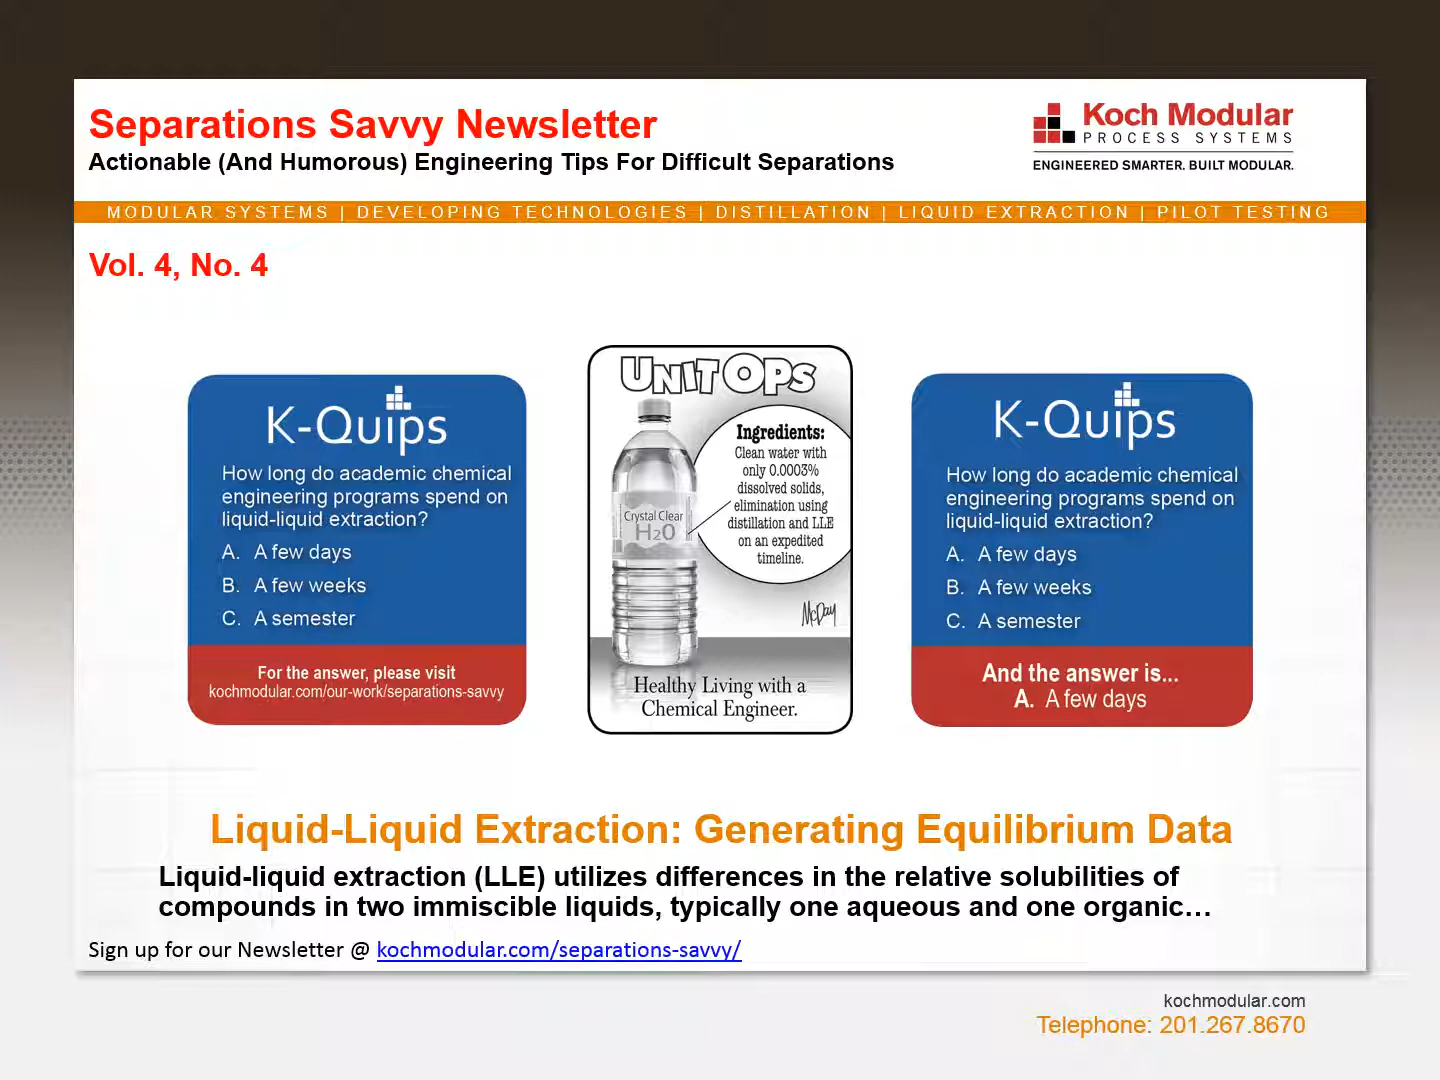 Separations Savvy Newsletter
Actionable (And Humorous) Engineering Tips For Difficult Separations
Koch Modular
PROCESS SYSTEMS
ENGINEERED SMARTER. BUILT MODULAR.
MODULAR SYSTEMS | DEVELOPING TECHNOLOGIES | DISTILLATION | LIQUID EXTRACTION | PILOT TESTING
Vol. 4, No. 4
K-Quips
How long do academic chemical
engineering programs spend on
liquid-liquid extraction?
A. A few days
B. A few weeks
C. A semester
For the answer, please visit
kochmodular.com/our-work/separations-savvy
UNIT OPS
Ingredients:
Clean water with
only 0.0003%
dissolved solids,
elimination using
distillation and LLE
on an expedited
timeline.
Crystal Clear
H2O
McDay
Healthy Living with a
Chemical Engineer.
K-Quips
How long do academic chemical
engineering programs spend on
liquid-liquid extraction?
A. A few days
B. A few weeks
C. A semester
And the answer is...
A. A few days
Liquid-Liquid Extraction: Generating Equilibrium Data
Liquid-liquid extraction (LLE) utilizes differences in the relative solubilities of
compounds in two immiscible liquids, typically one aqueous and one organic…
Sign up for our Newsletter @ kochmodular.com/separations-savvy/
kochmodular.com
Telephone: 201.267.8670